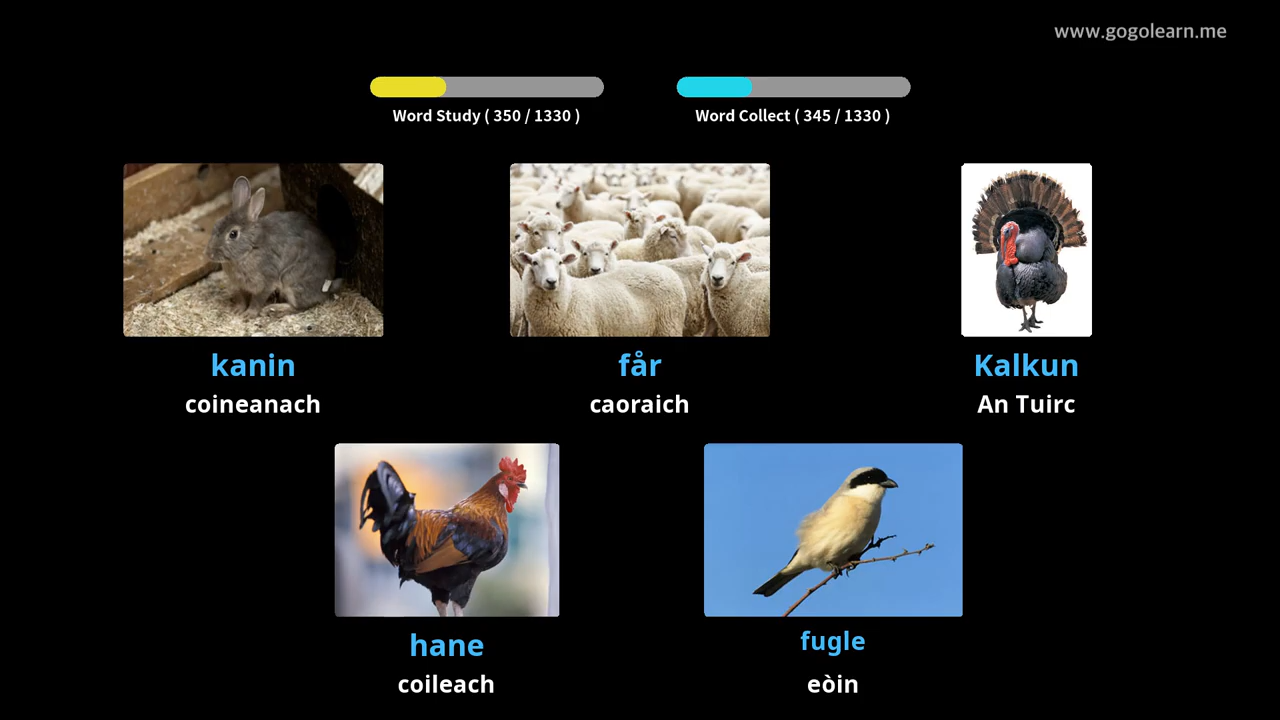 www.gogolearn.me
Word Study ( 350 / 1330 )
Word Collect ( 345 / 1330 )
kanin
coineanach
får
caoraich
Kalkun
An Tuirc
hane
coileach
fugle
eòin